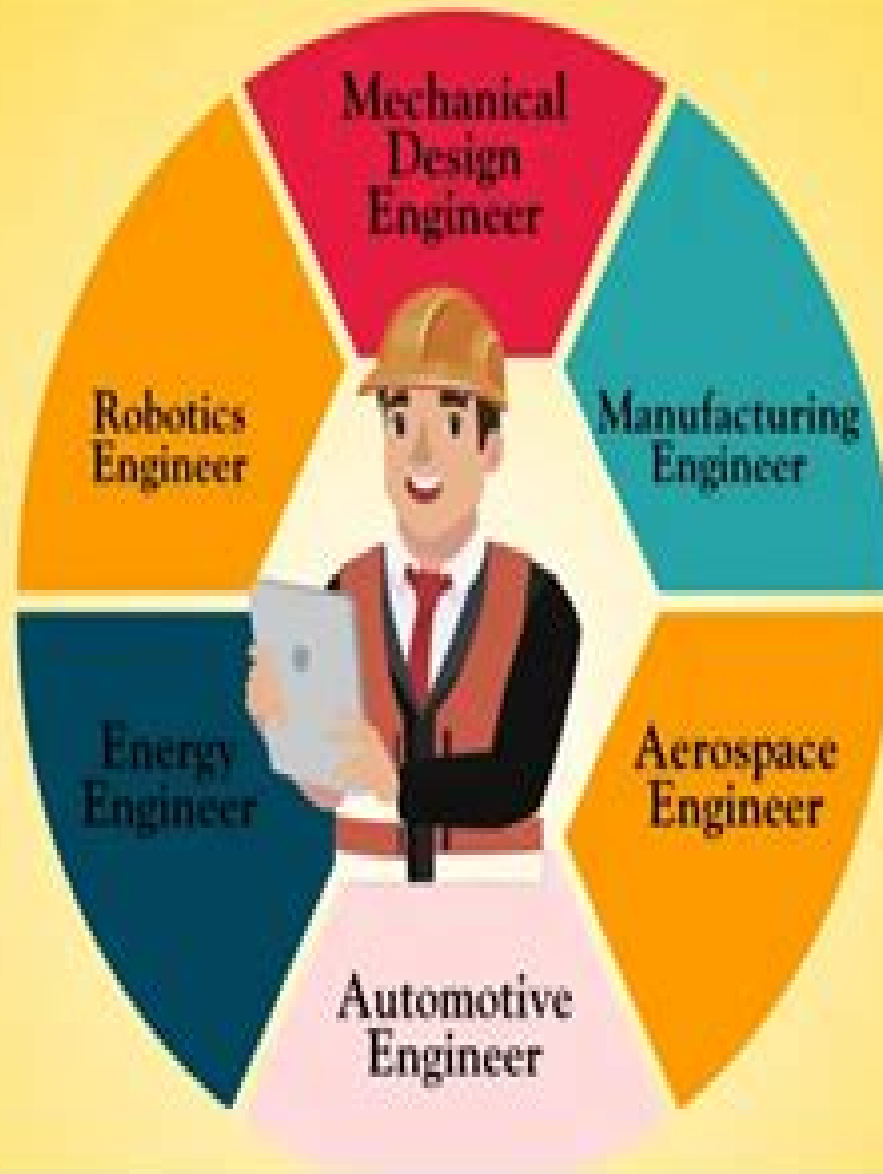 Mechanical
Design
Engineer
Manufacturing
Engineer
Aerospace
Engineer
Automotive
Engineer
Energy
Engineer
Robotics
Engineer